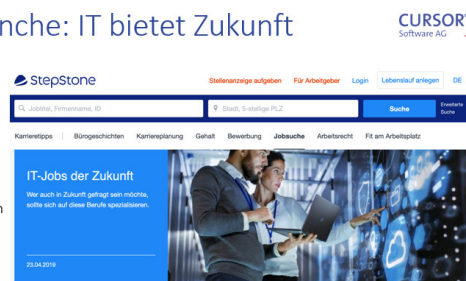 nche: IT bietet Zukunft
CURSOR
Software AG
StepStone
Stellenanzeige aufgeben Für Arbeitgeber Login Lebenslauf anlegen DE
Jobtitel, Firmenname, ID
Stadt, 5-stellige PLZ
Suche
Erweiterte
Suche
Karrieretipps Bürogeschichten Karriereplanung Gehalt Bewerbung Jobsuche Arbeitsrecht Fit am Arbeitsplatz
IT-Jobs der Zukunft
Wer auch in Zukunft gefragt sein möchte,
sollte sich auf diese Berufe spezialisieren.
n
23.04.2019